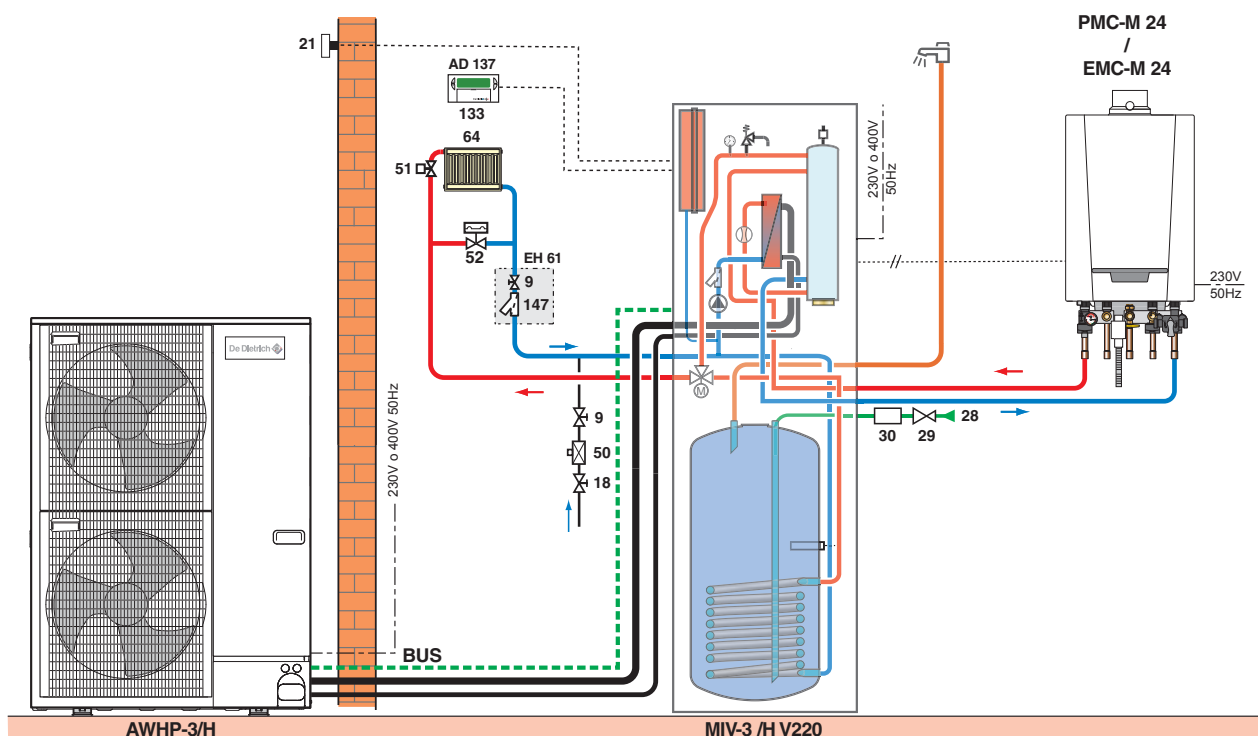 PMC-M 24
/
EMC-M 24
21
AD 137
133
64
51
52
EH 61
9
147
230V o 400V
50Hz
230V
50Hz
De Dietrich
230V o 400V 50Hz
M
9
50
18
30
29
28
BUS
AWHP-3/H
MIV-3 /H V220